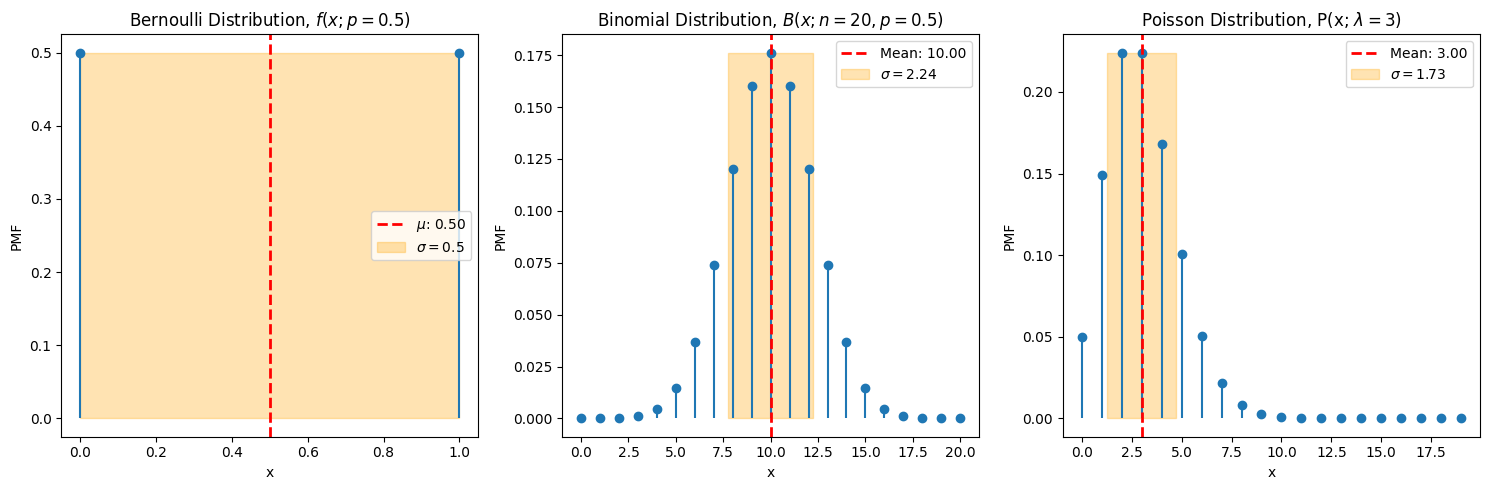 Bernoulli Distribution, f(x; p = 0.5)
0.5
0.4
0.3
0.2
0.1
0.0
PMF
μ: 0.50
σ = 0.5
0.0 0.2 0.4 0.6 0.8 1.0
x
Binomial Distribution, B(x; n = 20, p = 0.5)
0.175
0.150
0.125
0.100
0.075
0.050
0.025
0.000
PMF
Mean: 10.00
σ = 2.24
0.0 2.5 5.0 7.5 10.0 12.5 15.0 17.5 20.0
x
Poisson Distribution, P(x; λ = 3)
0.20
0.15
0.10
0.05
0.00
PMF
Mean: 3.00
σ = 1.73
0.0 2.5 5.0 7.5 10.0 12.5 15.0 17.5
x